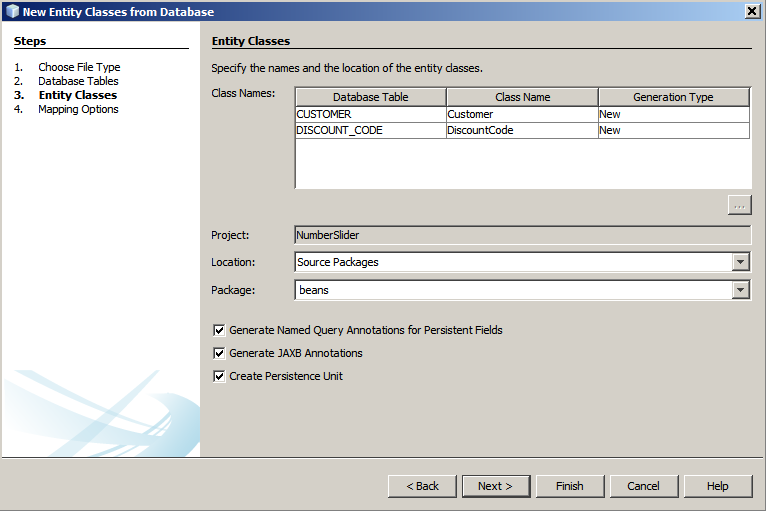 New Entity Classes from Database
Steps
1. Choose File Type
2. Database Tables
3. Entity Classes
4. Mapping Options
Entity Classes
Specify the names and the location of the entity classes.
Class Names:
Database Table Class Name Generation Type
CUSTOMER Customer New
DISCOUNT_CODE DiscountCode New
...
Project: NumberSlider
Location: Source Packages
Package: beans
Generate Named Query Annotations for Persistent Fields
Generate JAXB Annotations
Create Persistence Unit
< Back Next > Finish Cancel Help